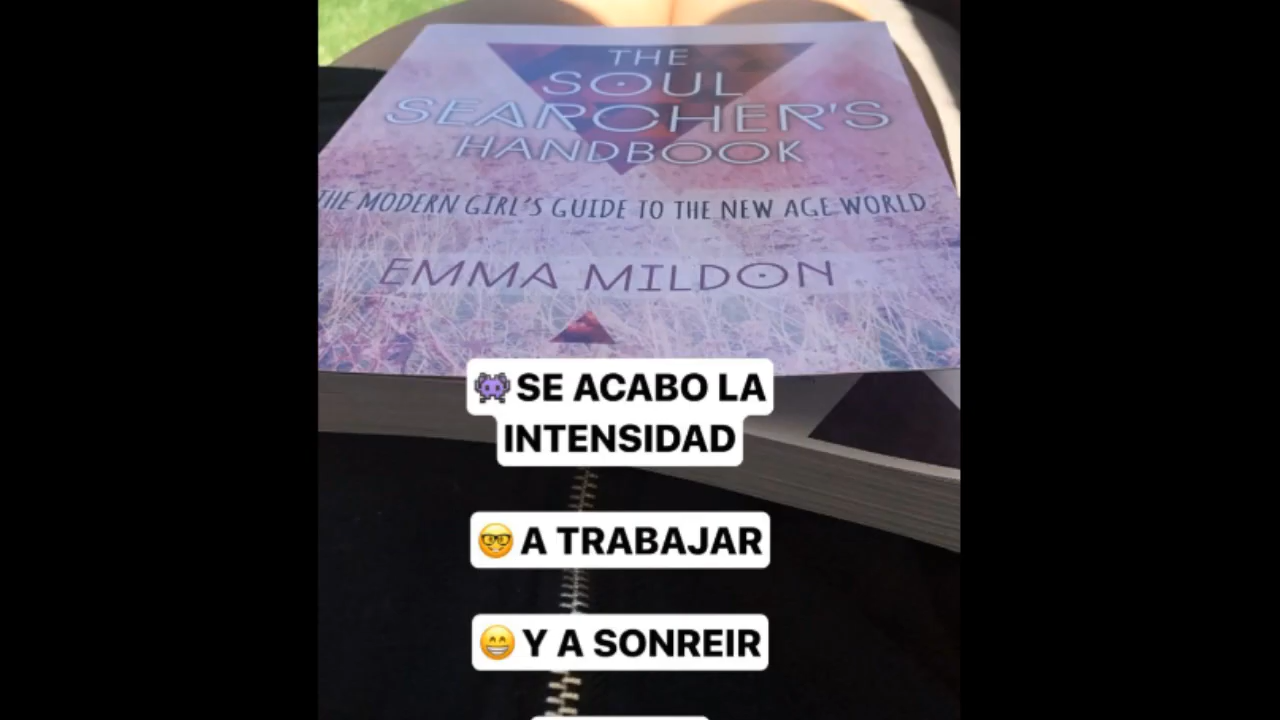 THE
SOUL
SEARCHER'S
HANDBOOK
THE MODERN GIRL'S GUIDE TO THE NEW AGE WORLD
EMMA MILDON
👾SE ACABO LA
INTENSIDAD
🤓A TRABAJAR
😁Y A SONREIR